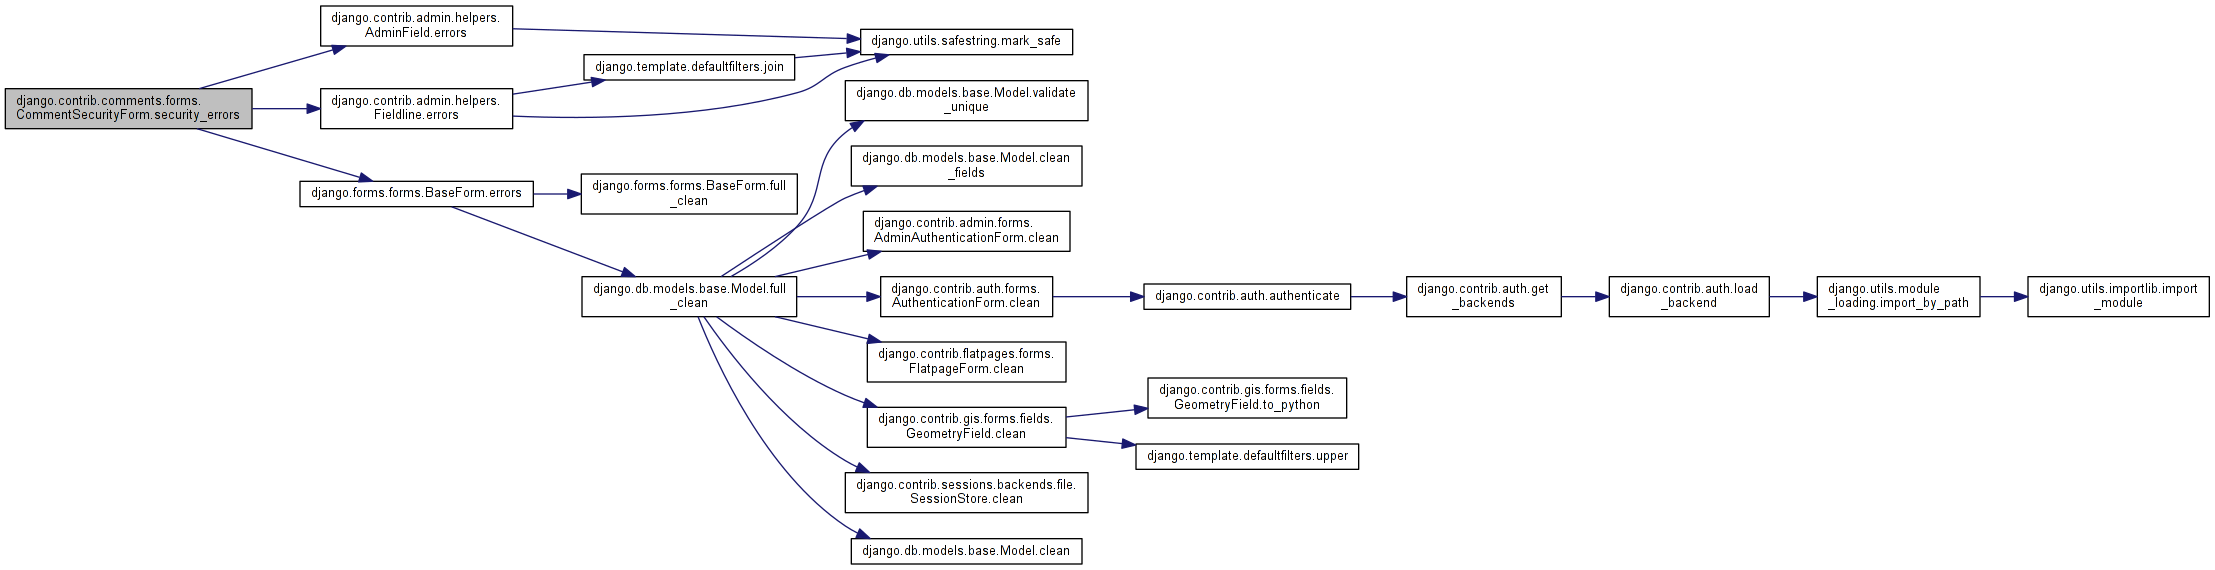 django.contrib.comments.forms.
CommentSecurityForm.security_errors
django.contrib.admin.helpers.
AdminField.errors
django.contrib.admin.helpers.
Fieldline.errors
django.forms.forms.BaseForm.errors
django.template.defaultfilters.join
django.utils.safestring.mark_safe
django.forms.forms.BaseForm.full
_clean
django.db.models.base.Model.full
_clean
django.db.models.base.Model.validate
_unique
django.db.models.base.Model.clean
_fields
django.contrib.admin.forms.
AdminAuthenticationForm.clean
django.contrib.auth.forms.
AuthenticationForm.clean
django.contrib.flatpages.forms.
FlatpageForm.clean
django.contrib.gis.forms.fields.
GeometryField.clean
django.contrib.sessions.backends.file.
SessionStore.clean
django.db.models.base.Model.clean
django.contrib.auth.authenticate
django.contrib.auth.get
_backends
django.contrib.auth.load
_backend
django.utils.module
_loading.import_by_path
django.utils.importlib.import
_module
django.contrib.gis.forms.fields.
GeometryField.to_python
django.template.defaultfilters.upper